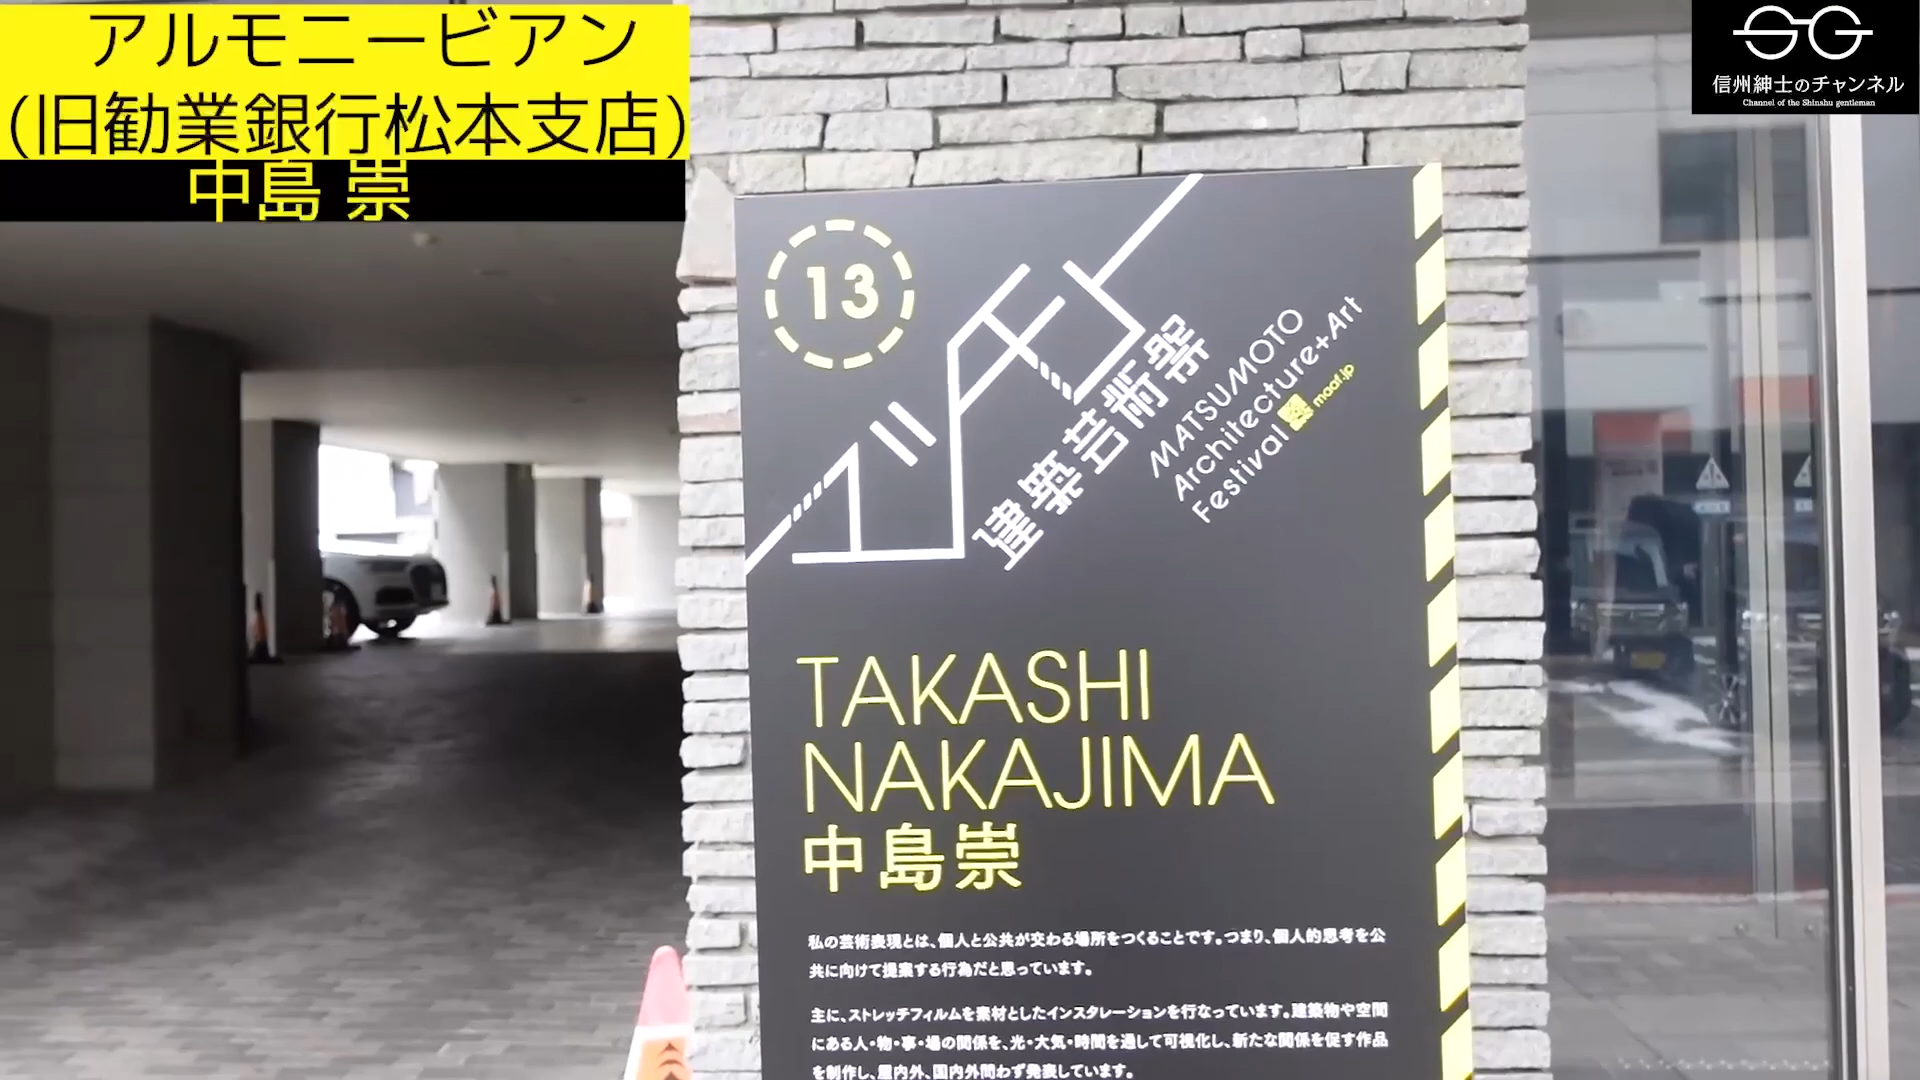 アルモニービアン
(旧勧業銀行松本支店)
中島 崇
SG
信州紳士のチャンネル
Channel of the Shinshu gentleman
13
マツモト
建築芸術祭
MATSUMOTO
Architecture+Art
Festival
maaf.jp
TAKASHI
NAKAJIMA
中島崇
私の芸術表現とは、個人と公共が交わる場所をつくることです。つまり、個人的思考を公
共に向けて提案する行為だと思っています。
主に、ストレッチフィルムを素材としたインスタレーションを行なっています。建築物や空間
にある人・物・事・場の関係を、光・大気・時間を通して可視化し、新たな関係を促す作品
を制作し、屋内外、国内外問わず発表しています。